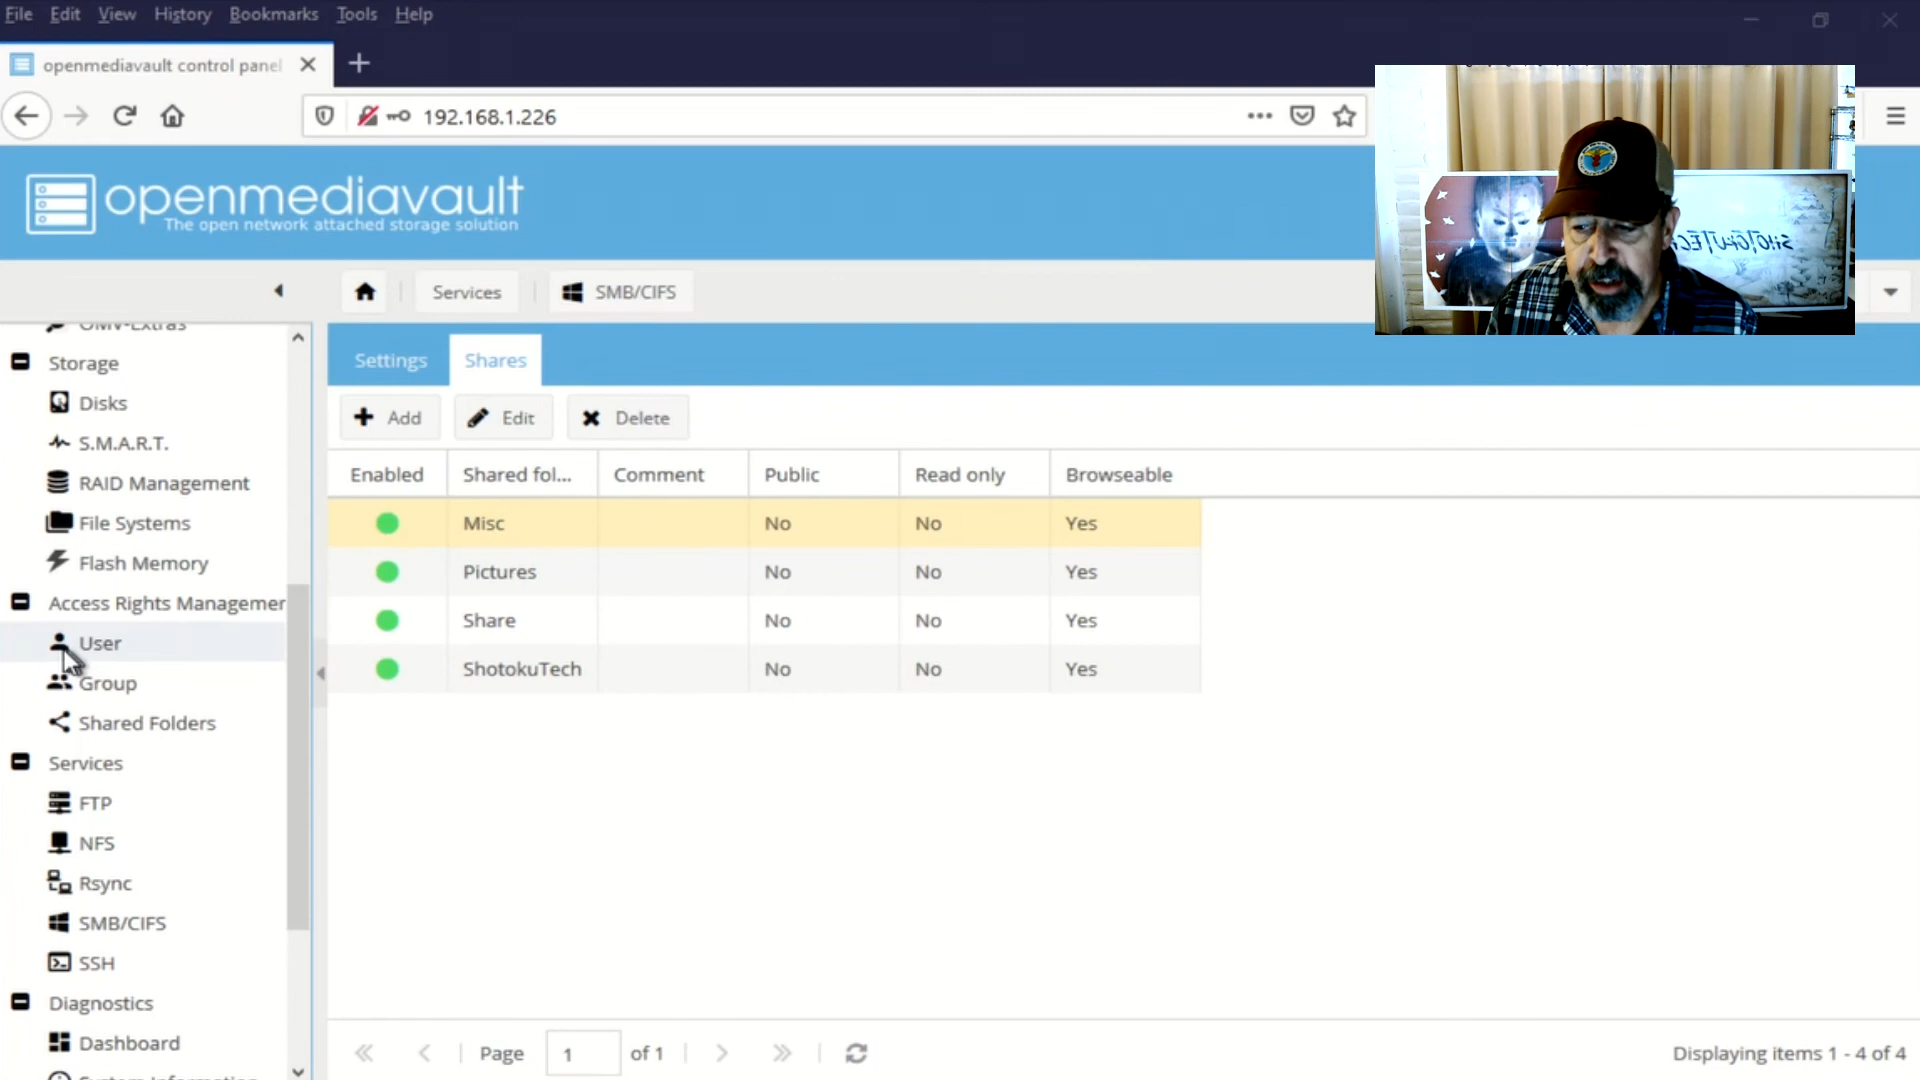 File Edit View History Bookmarks Tools Help
openmediavault control panel
192.168.1.226
openmediavault
The open network attached storage solution
Services SMB/CIFS
OMV-Extras
Storage
Disks
S.M.A.R.T.
RAID Management
File Systems
Flash Memory
Access Rights Managemer
User
Group
Shared Folders
Services
FTP
NFS
Rsync
SMB/CIFS
SSH
Diagnostics
Dashboard
System Information
Settings Shares
Add Edit Delete
Enabled Shared fol... Comment Public Read only Browseable
Misc No No Yes
Pictures No No Yes
Share No No Yes
ShotokuTech No No Yes
Page 1 of 1
Displaying items 1 - 4 of 4